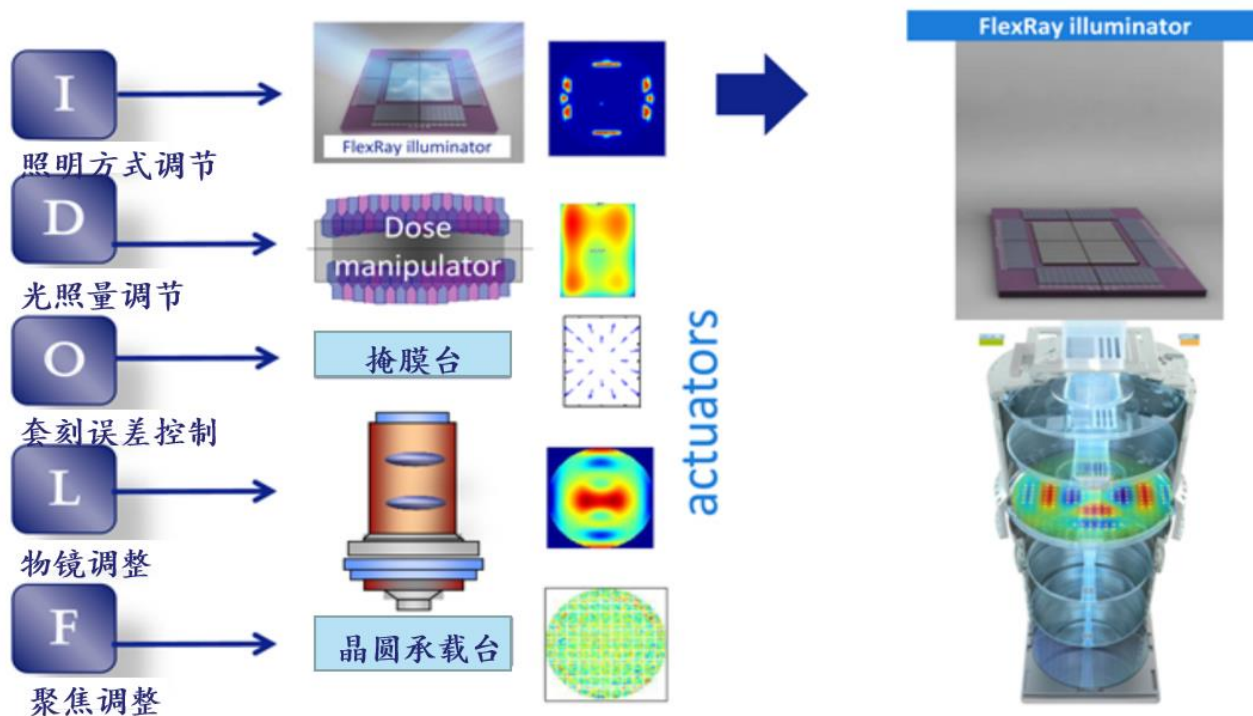 FlexRay illuminator
I
照明方式调节
FlexRay illuminator
D
光照量调节
Dose
manipulator
O
套刻误差控制
掩膜台
L
物镜调整
F
聚焦调整
晶圆承载台
actuators